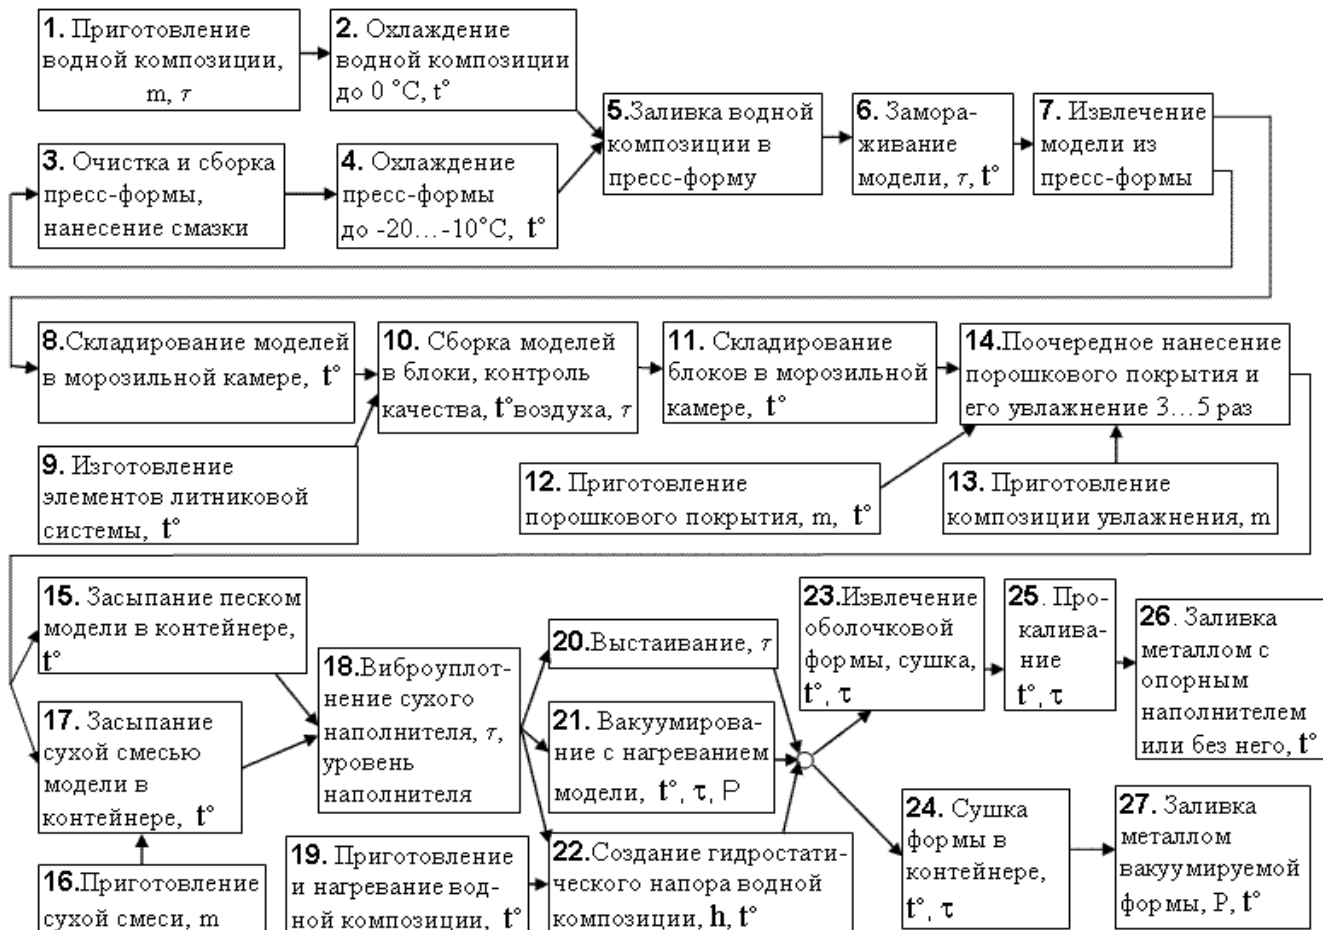 1. Приготовление
водной композиции,
m, τ
2. Охлаждение
водной композиции
до 0 °C, t°
3. Очистка и сборка
пресс-формы,
нанесение смазки
4. Охлаждение
пресс-формы
до -20...-10°C, t°
5.Заливка водной
композиции в
пресс-форму
6. Замора-
живание
модели, τ, t°
7. Извлечение
модели из
пресс-формы
8.Складирование моделей
в морозильной камере, t°
9. Изготовление
элементов литниковой
системы, t°
10. Сборка моделей
в блоки, контроль
качества, t°воздуха, τ
11. Складирование
блоков в морозильной
камере, t°
12. Приготовление
порошкового покрытия, m, t°
13. Приготовление
композиции увлажнения, m
14.Поочередное нанесение
порошкового покрытия и
его увлажнение 3...5 раз
15. Засыпание песком
модели в контейнере,
t°
16.Приготовление
сухой смеси, m
17. Засыпание
сухой смесью
модели в
контейнере, t°
18.Виброуплот-
нение сухого
наполнителя, τ,
уровень
наполнителя
19. Приготовление
и нагревание вод-
ной композиции, t°
20.Выстаивание, τ
21. Вакуумирова-
ние с нагреванием
модели, t°, τ, P
22.Создание гидростати-
ческого напора водной
композиции, h, t°
23.Извлечение
оболочковой
формы, сушка,
t°, τ
24. Сушка
формы в
контейнере,
t°, τ
25. Про-
калива-
ние
t°, τ
26. Заливка
металлом с
опорным
наполнителем
или без него, t°
27. Заливка
металлом
вакуумируемой
формы, P, t°